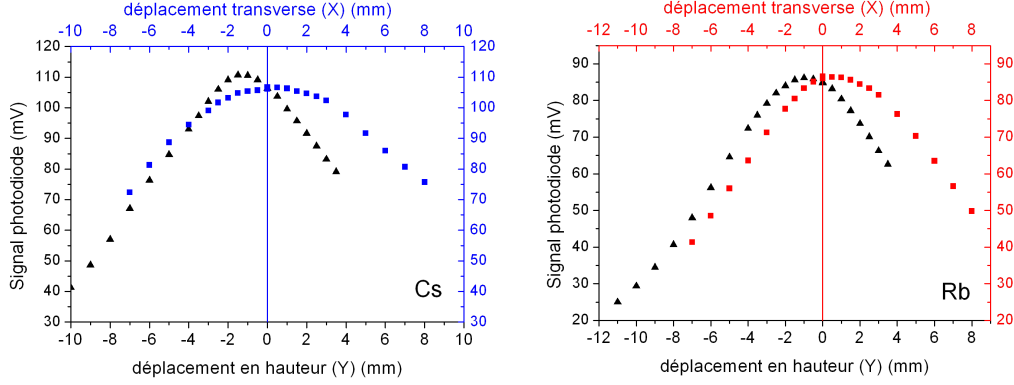 déplacement transverse (X) (mm)
-10 -8 -6 -4 -2 0 2 4 6 8 10
120 120
110 110
100 100
90 90
80 80
70 70
60 60
50 50
40 40
30 30
Signal photodiode (mV)
Cs
-10 -8 -6 -4 -2 0 2 4 6 8 10
déplacement en hauteur (Y) (mm)
déplacement transverse (X) (mm)
-12 -10 -8 -6 -4 -2 0 2 4 6 8
90 90
80 80
70 70
60 60
50 50
40 40
30 30
20 20
Signal photodiode (mV)
Rb
-12 -10 -8 -6 -4 -2 0 2 4 6 8
déplacement en hauteur (Y) (mm)